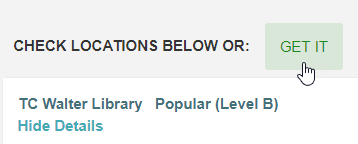 CHECK LOCATIONS BELOW OR: GET IT
TC Walter Library Popular (Level B)
Hide Details